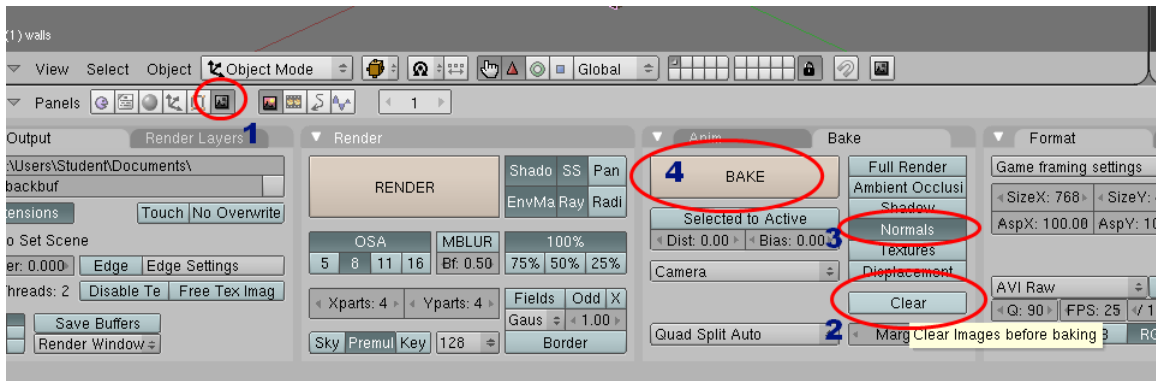 (1) walls
View Select Object Object Mode Global
Panels 1
1
Output Render Layers Render Anim Bake Format
:\Users\Student\Documents\
backbuf
tensions Touch No Overwrite
o Set Scene
er: 0.000 Edge Edge Settings
Threads: 2 Disable Te Free Tex Imag
Save Buffers
Render Window
RENDER
Shado SS Pan
EnvMa Ray Radi
OSA MBLUR 100%
5 8 11 16 Bf: 0.50 75% 50% 25%
Xparts: 4 Yparts: 4 Fields Odd X
Gaus 1.00
Sky Premul Key 128 Border
4 BAKE
Selected to Active
Dist: 0.00 Bias: 0.00
Camera
Quad Split Auto
Full Render
Ambient Occlusi
Shadow
3 Normals
Textures
Displacement
Clear
2 Marg
Clear Images before baking
Game framing settings
SizeX: 768 SizeY:
AspX: 100.00 AspY: 10
AVI Raw
Q: 90 FPS: 25 / 1